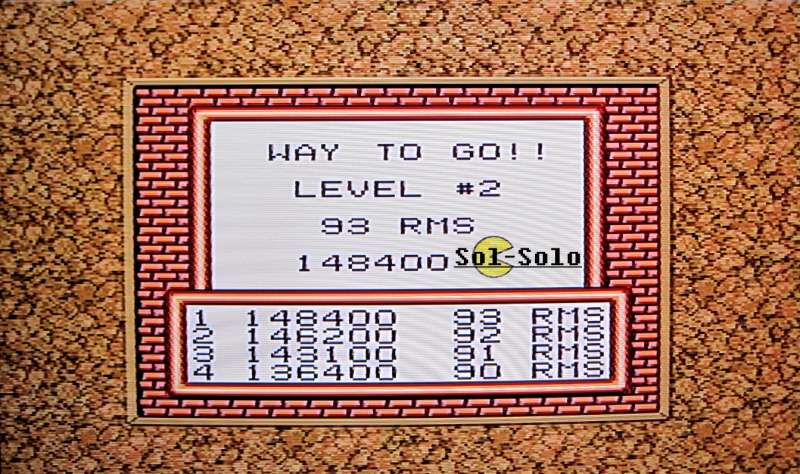 WAY TO GO!!
LEVEL #2
93 RMS
148400
Sol-Solo
1 148400 93 RMS
2 146200 92 RMS
3 143100 91 RMS
4 136400 90 RMS